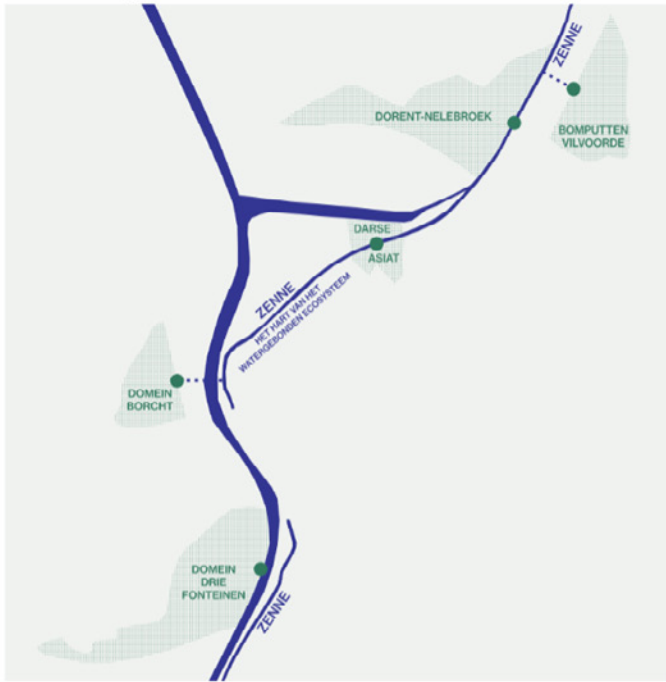 ZENNE
DORENT-NELEBROEK
BOMPUTTEN
VILVOORDE
DARSE
ASIAT
ZENNE
HET HART VAN HET
WATERGEBONDEN ECOSYSTEEM
DOMEIN
BORCHT
DOMEIN
DRIE
FONTEINEN
ZENNE